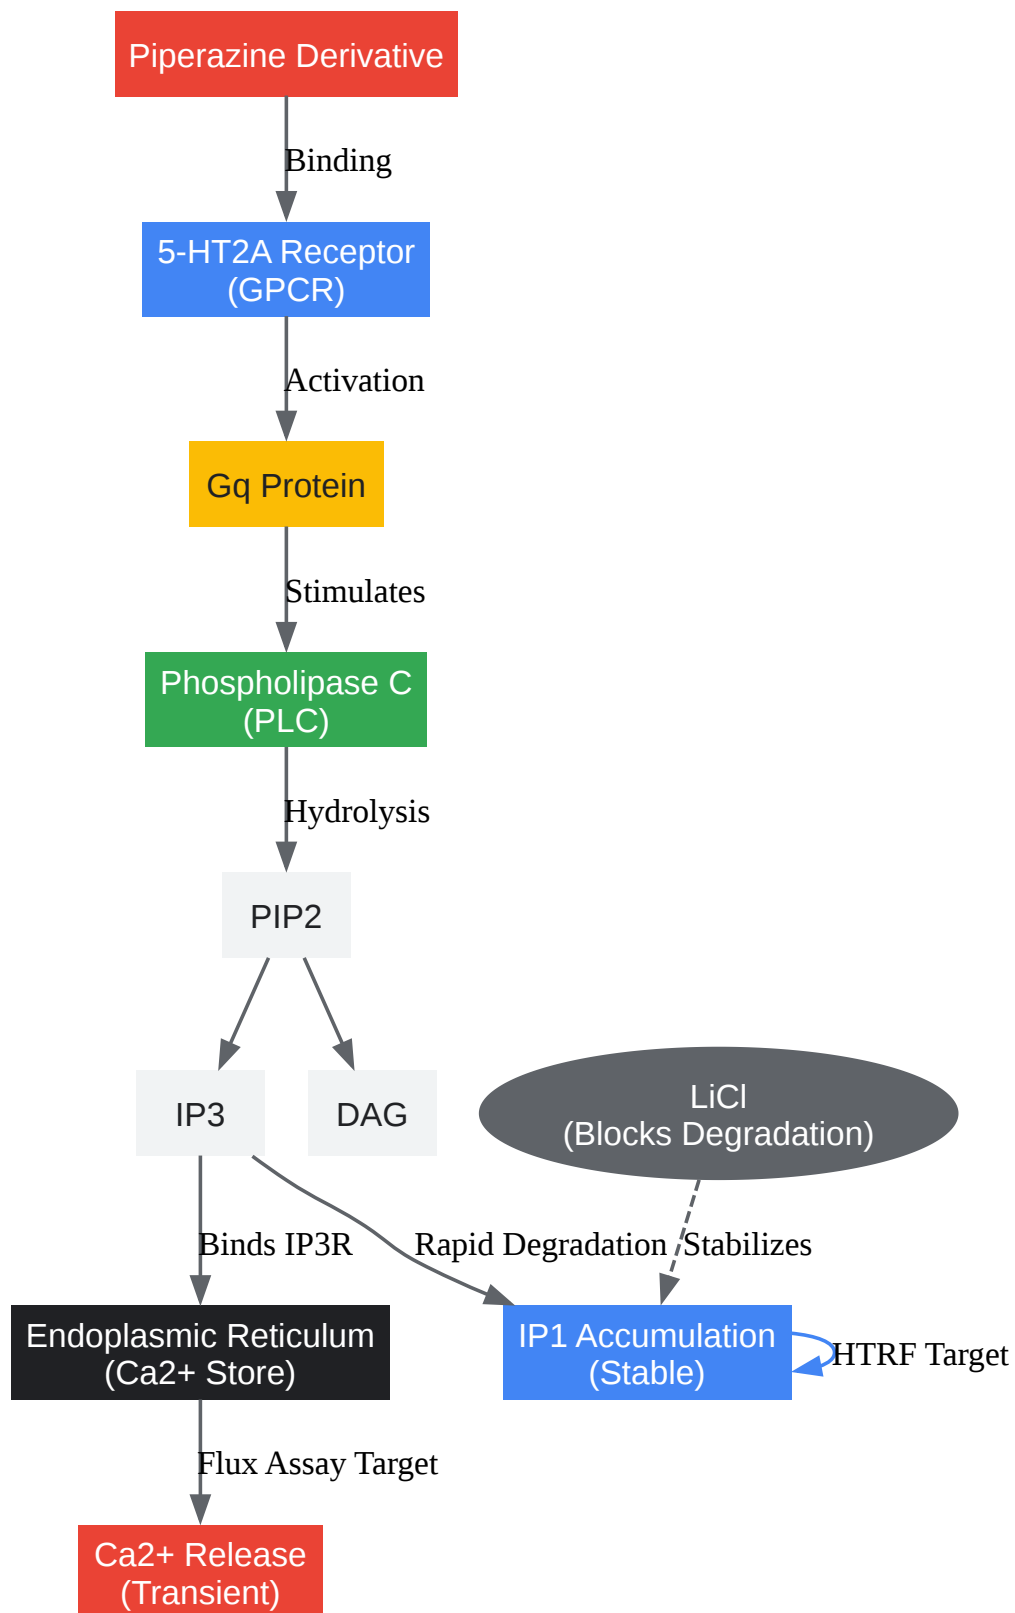 Piperazine Derivative
Binding
5-HT2A Receptor
(GPCR)
Activation
Gq Protein
Stimulates
Phospholipase C
(PLC)
Hydrolysis
PIP2
IP3
DAG
LiCl
(Blocks Degradation)
Binds IP3R
Rapid Degradation
Stabilizes
Endoplasmic Reticulum
(Ca2+ Store)
IP1 Accumulation
(Stable)
HTRF Target
Flux Assay Target
Ca2+ Release
(Transient)